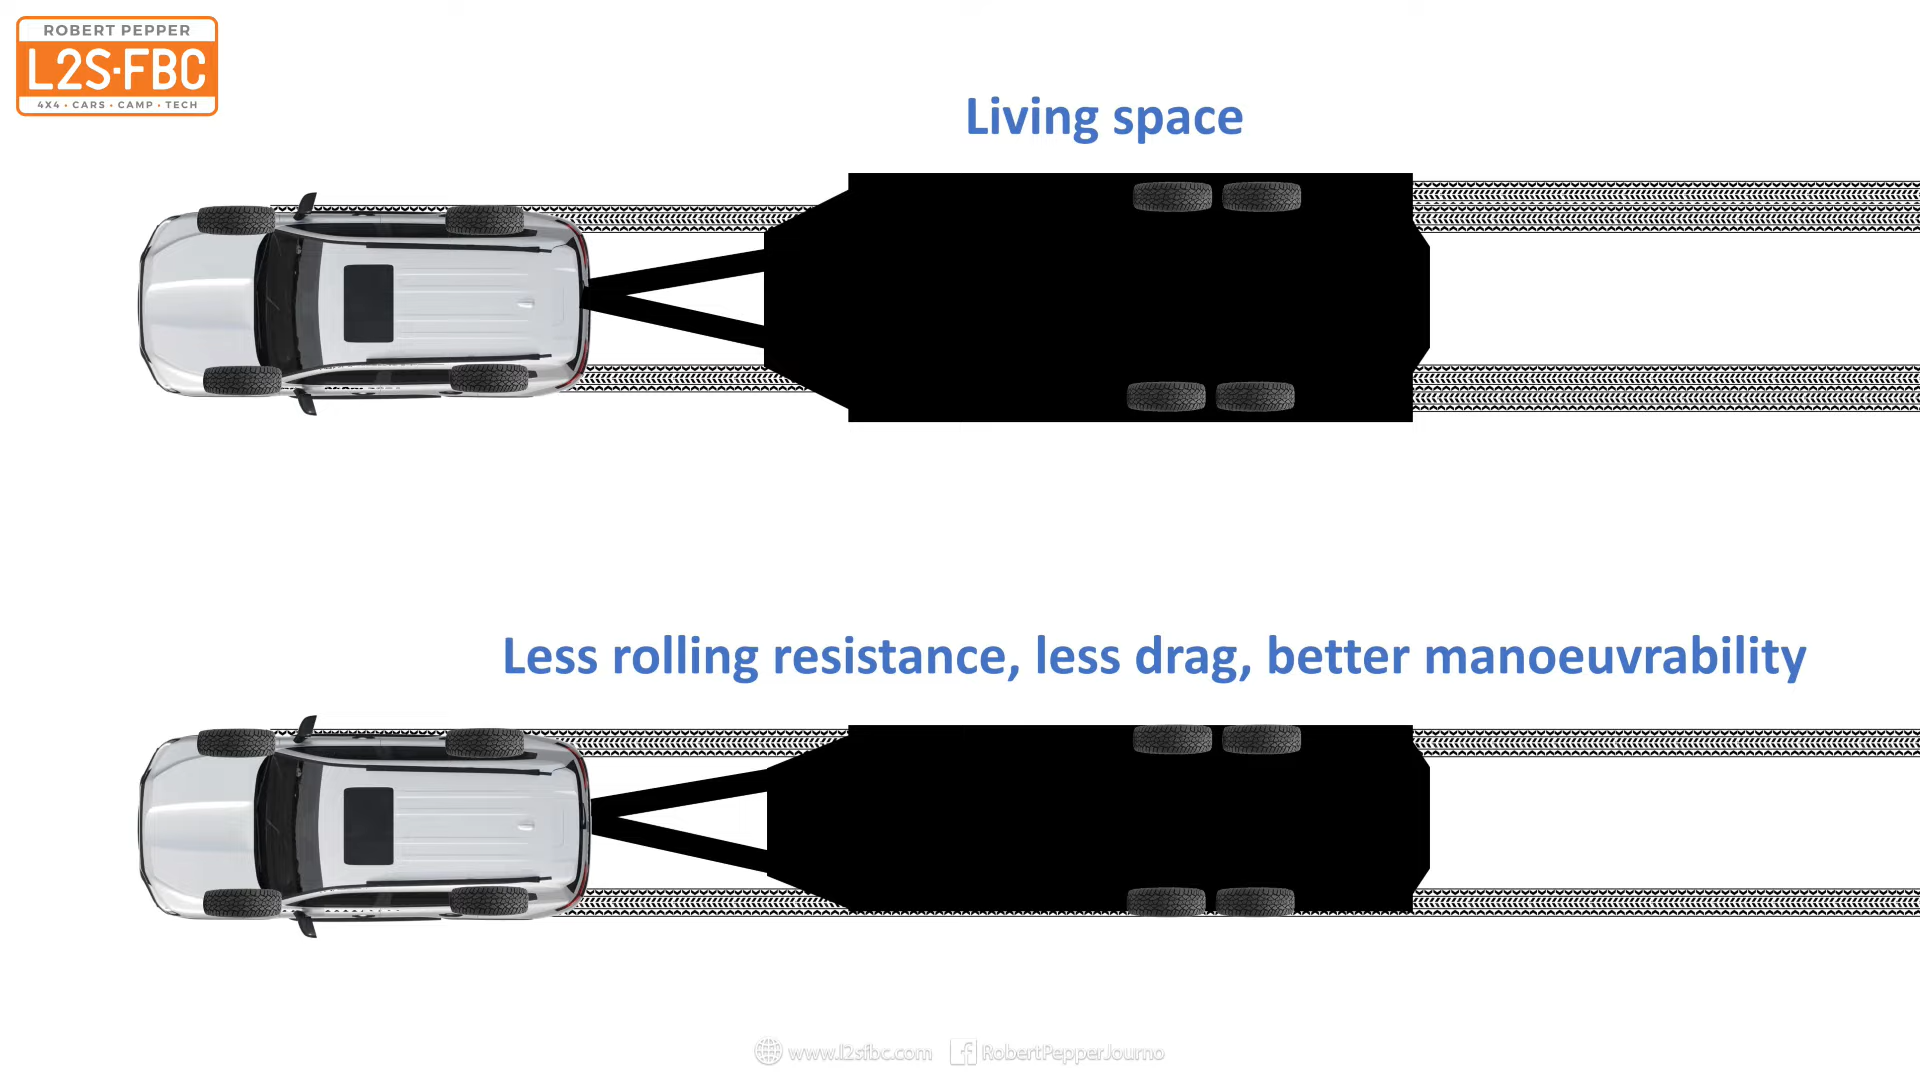 ROBERT PEPPER
L2S·FBC
4X4 • CARS • CAMP • TECH
Living space
Less rolling resistance, less drag, better manoeuvrability
www.l2sfbc.com RobertPepperJourno